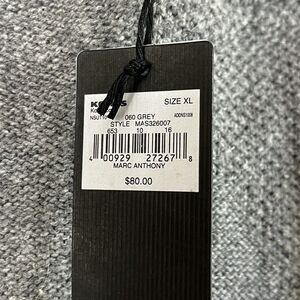 SIZE XL
060 GREY
STYLE MAS326007
653 10 16
4 00929 27267 8
MARC ANTHONY
$80.00